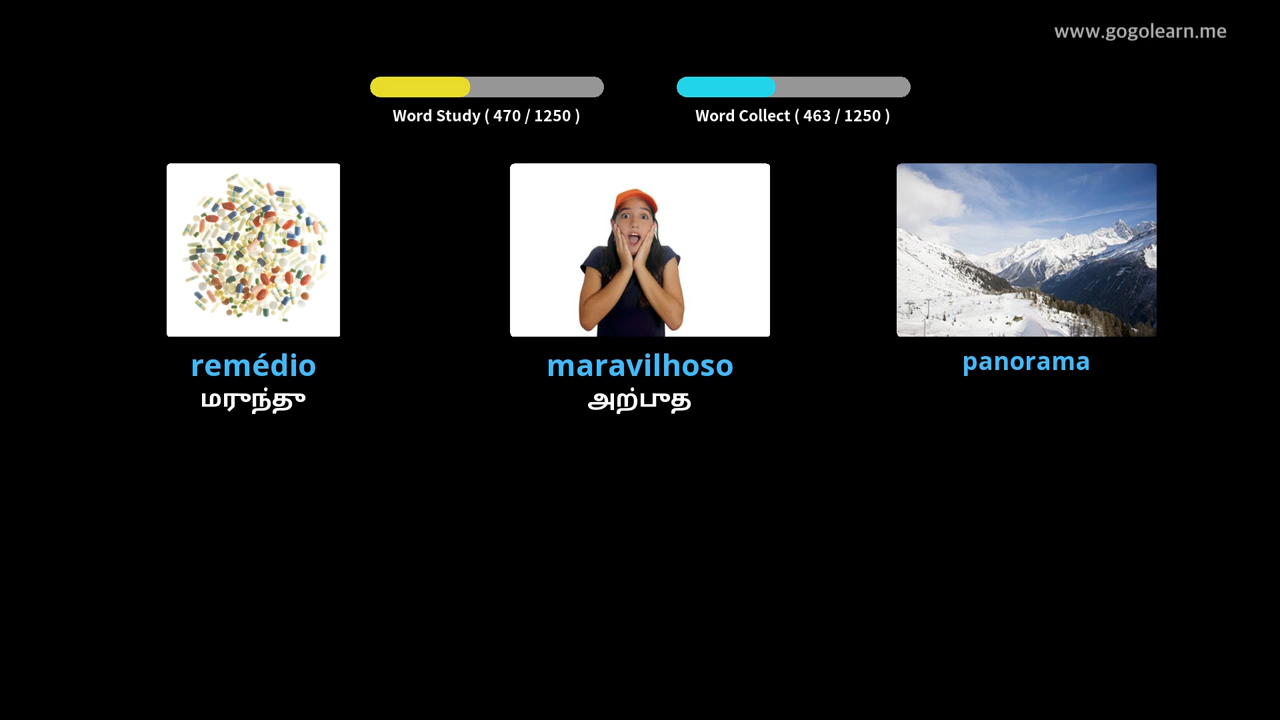 www.gogolearn.me
Word Study ( 470 / 1250 )
Word Collect ( 463 / 1250 )
remédio
மருந்து
maravilhoso
அற்புத
panorama